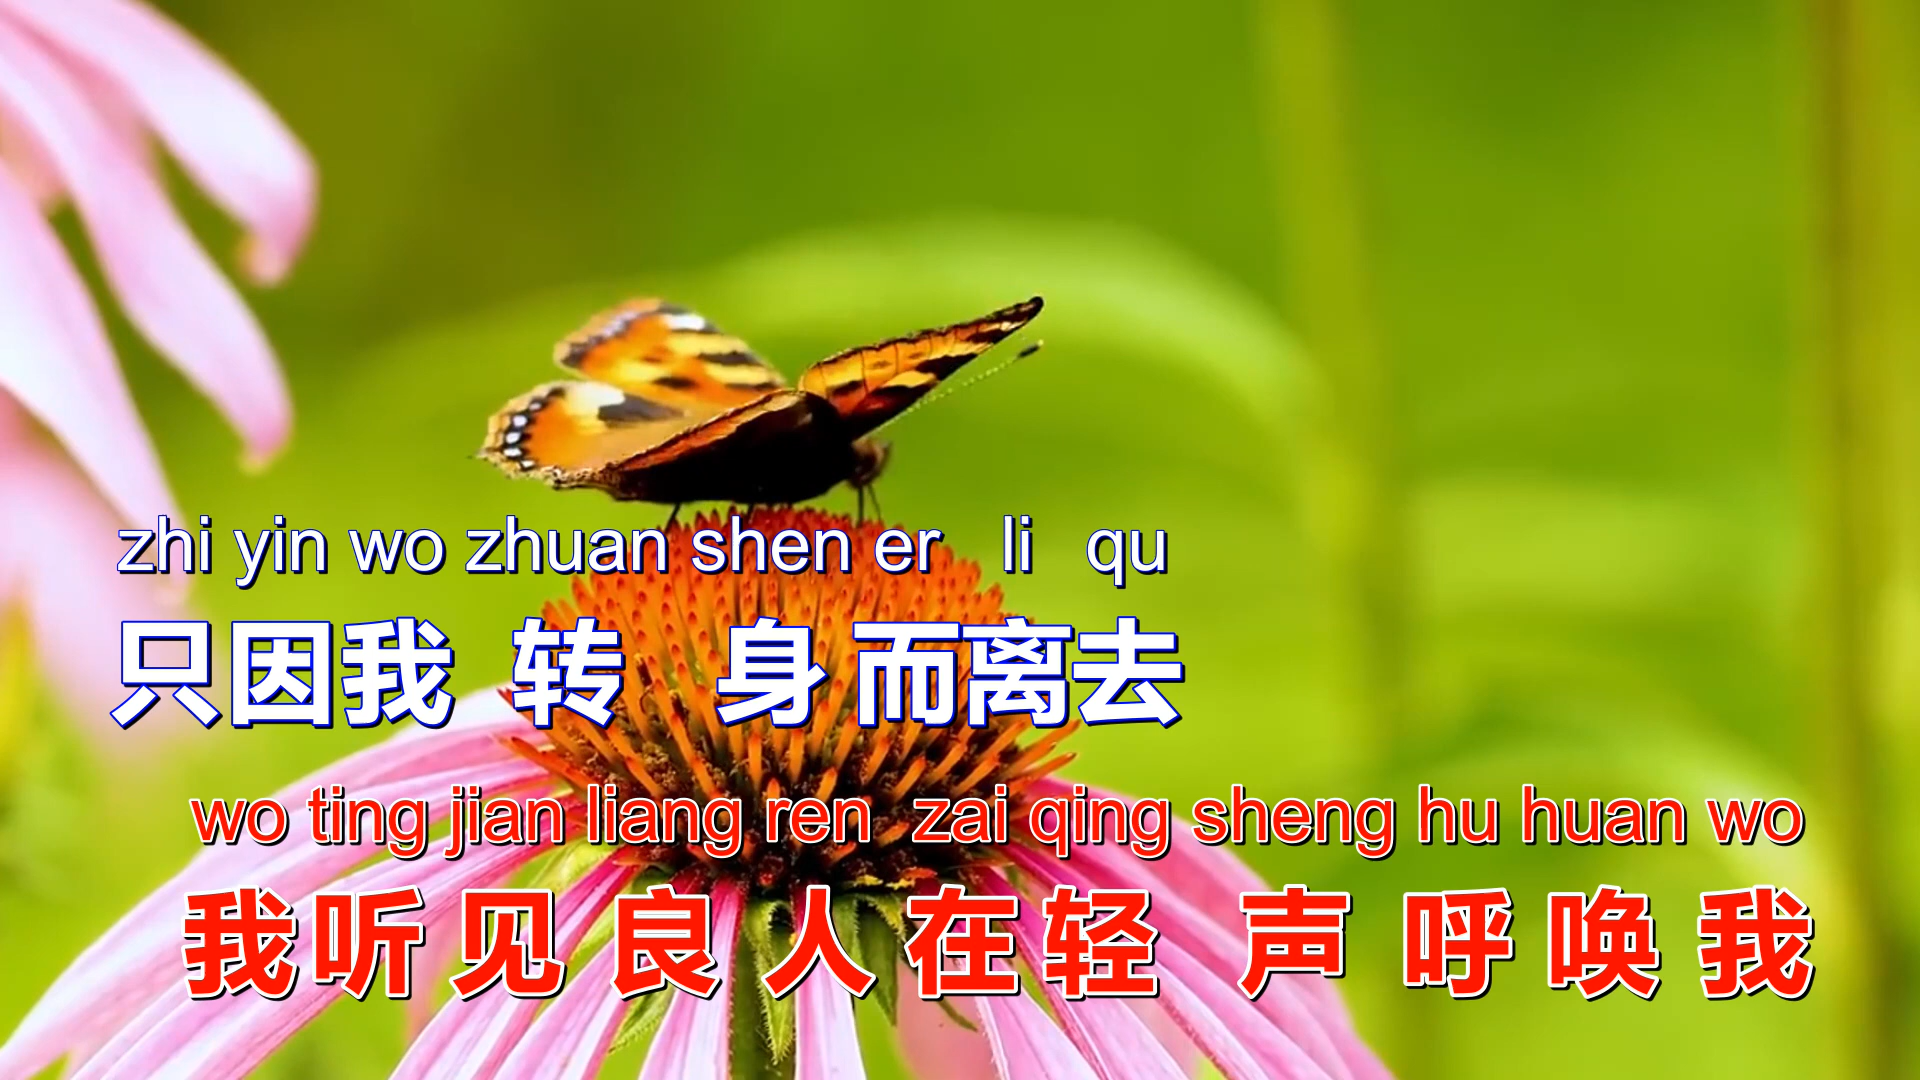 zhi yin wo zhuan shen er li qu
只因我 转 身 而离去
wo ting jian liang ren zai qing sheng hu huan wo
我听见良人在轻 声呼唤我